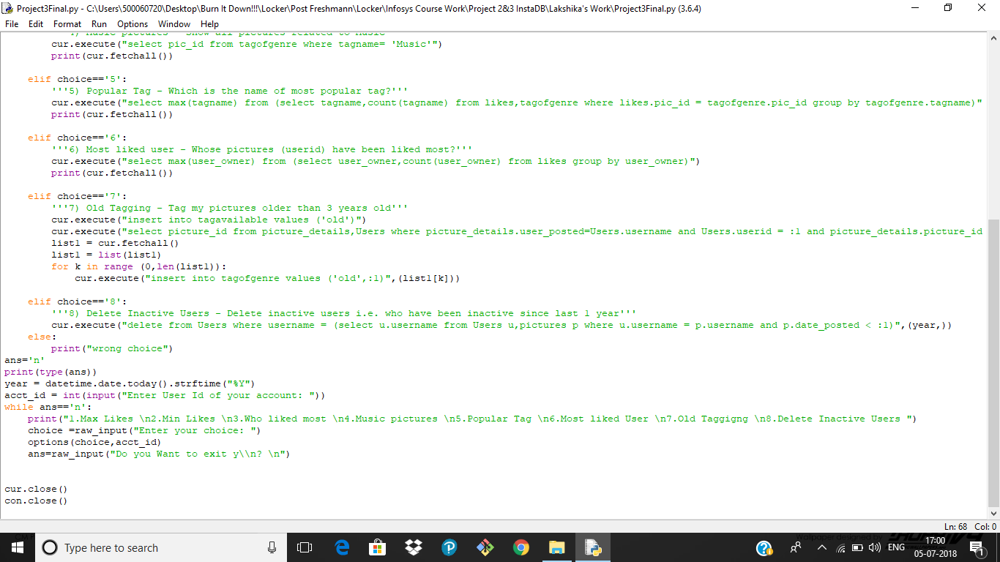 Project3Final.py - C:\Users\500060720\Desktop\Burn It Down!!!\Locker\Post Freshmann\Locker\Infosys Course Work\Project 2&3 InstaDB\Lakshika's Work\Project3Final.py (3.6.4)
File Edit Format Run Options Window Help
4) Music pictures - Show all pictures related to Music
cur.execute("select pic_id from tagofgenre where tagname= 'Music'")
print(cur.fetchall())
elif choice=='5':
'''5) Popular Tag - Which is the name of most popular tag?'''
cur.execute("select max(tagname) from (select tagname,count(tagname) from likes,tagofgenre where likes.pic_id = tagofgenre.pic_id group by tagofgenre.tagname)"
print(cur.fetchall())
elif choice=='6':
'''6) Most liked user - Whose pictures (userid) have been liked most?'''
cur.execute("select max(user_owner) from (select user_owner,count(user_owner) from likes group by user_owner)")
print(cur.fetchall())
elif choice=='7':
'''7) Old Tagging - Tag my pictures older than 3 years old'''
cur.execute("insert into tagavailable values ('old')")
cur.execute("select picture_id from picture_details,Users where picture_details.user_posted=Users.username and Users.userid = :1 and picture_details.picture_id
list1 = cur.fetchall()
list1 = list(list1)
for k in range (0,len(list1)):
cur.execute("insert into tagofgenre values ('old',:1)",(list1[k]))
elif choice=='8':
'''8) Delete Inactive Users - Delete inactive users i.e. who have been inactive since last 1 year'''
cur.execute("delete from Users where username = (select u.username from Users u,pictures p where u.username = p.username and p.date_posted < :1)",(year,))
else:
print("wrong choice")
ans='n'
print(type(ans))
year = datetime.date.today().strftime("%Y")
acct_id = int(input("Enter User Id of your account: "))
while ans=='n':
print("1.Max Likes \n2.Min Likes \n3.Who liked most \n4.Music pictures \n5.Popular Tag \n6.Most liked User \n7.Old Taggigng \n8.Delete Inactive Users ")
choice =raw_input("Enter your choice: ")
options(choice,acct_id)
ans=raw_input("Do you Want to exit y\\n? \n")
cur.close()
con.close()
Ln: 68 Col: 0
Type here to search
Wallpaper designed by
ENG
17:00
05-07-2018
1